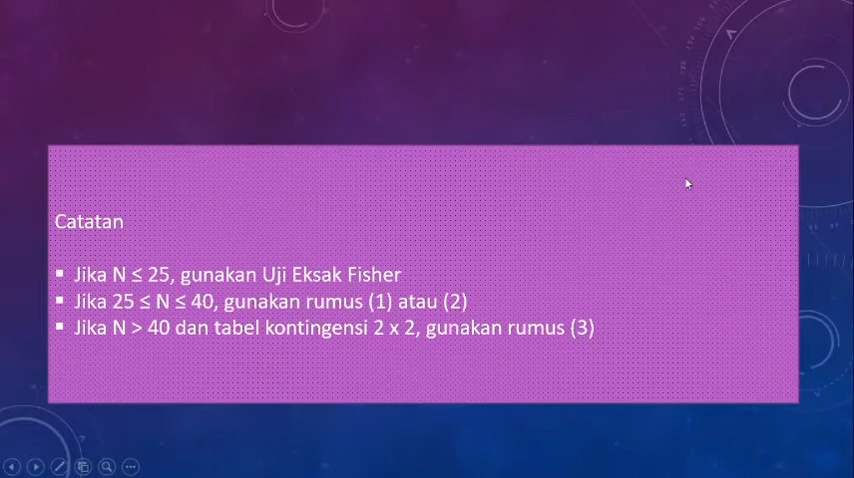 Catatan
▪ Jika N ≤ 25, gunakan Uji Eksak Fisher
▪ Jika 25 ≤ N ≤ 40, gunakan rumus (1) atau (2)
▪ Jika N > 40 dan tabel kontingensi 2 x 2, gunakan rumus (3)